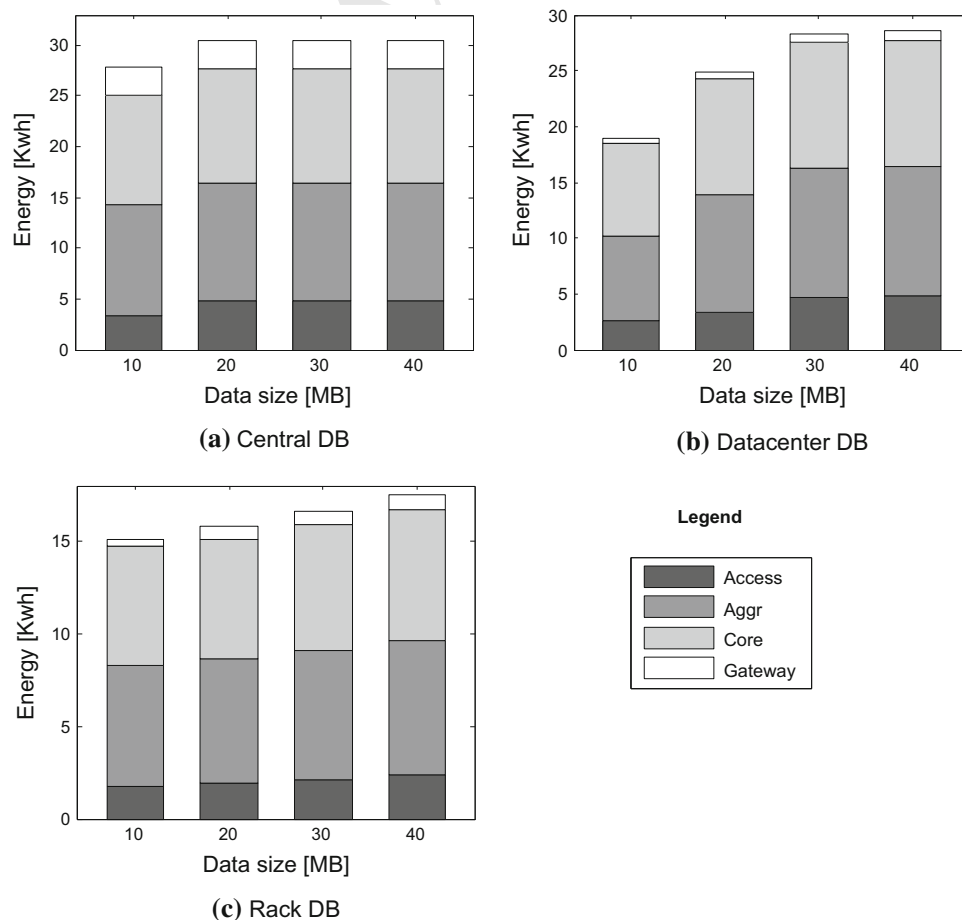 Energy [Kwh]
30
25
20
15
10
5
0
10 20 30 40
Data size [MB]
(a) Central DB
Energy [Kwh]
30
25
20
15
10
5
0
10 20 30 40
Data size [MB]
(b) Datacenter DB
Energy [Kwh]
15
10
5
0
10 20 30 40
Data size [MB]
(c) Rack DB
Legend
Access
Aggr
Core
Gateway